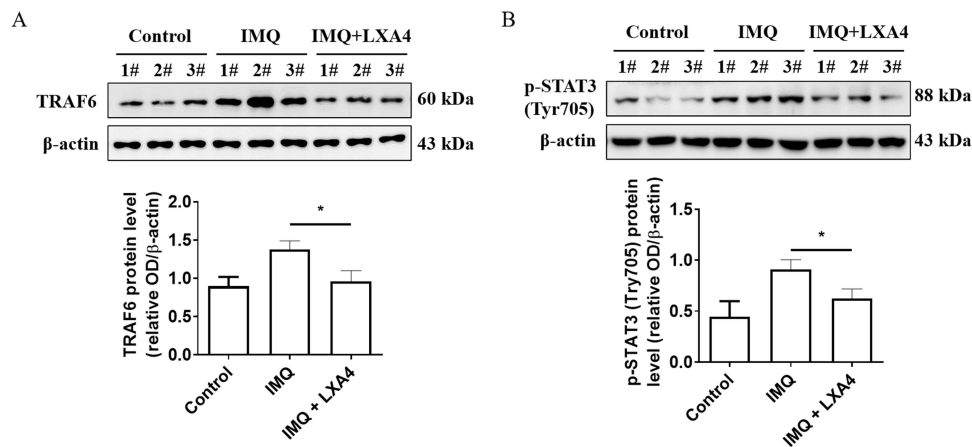 A
Control IMQ IMQ+LXA4
1# 2# 3# 1# 2# 3# 1# 2# 3#
TRAF6 60 kDa
β-actin 43 kDa
TRAF6 protein level
(relative OD/β-actin)
2.0
1.5
1.0
0.5
0.0
*
Control
IMQ
IMQ + LXA4
B
Control IMQ IMQ+LXA4
1# 2# 3# 1# 2# 3# 1# 2# 3#
p-STAT3
(Tyr705)
88 kDa
β-actin 43 kDa
p-STAT3 (Try705) protein
level (relative OD/β-actin)
1.5
1.0
0.5
0.0
*
Control
IMQ
IMQ + LXA4